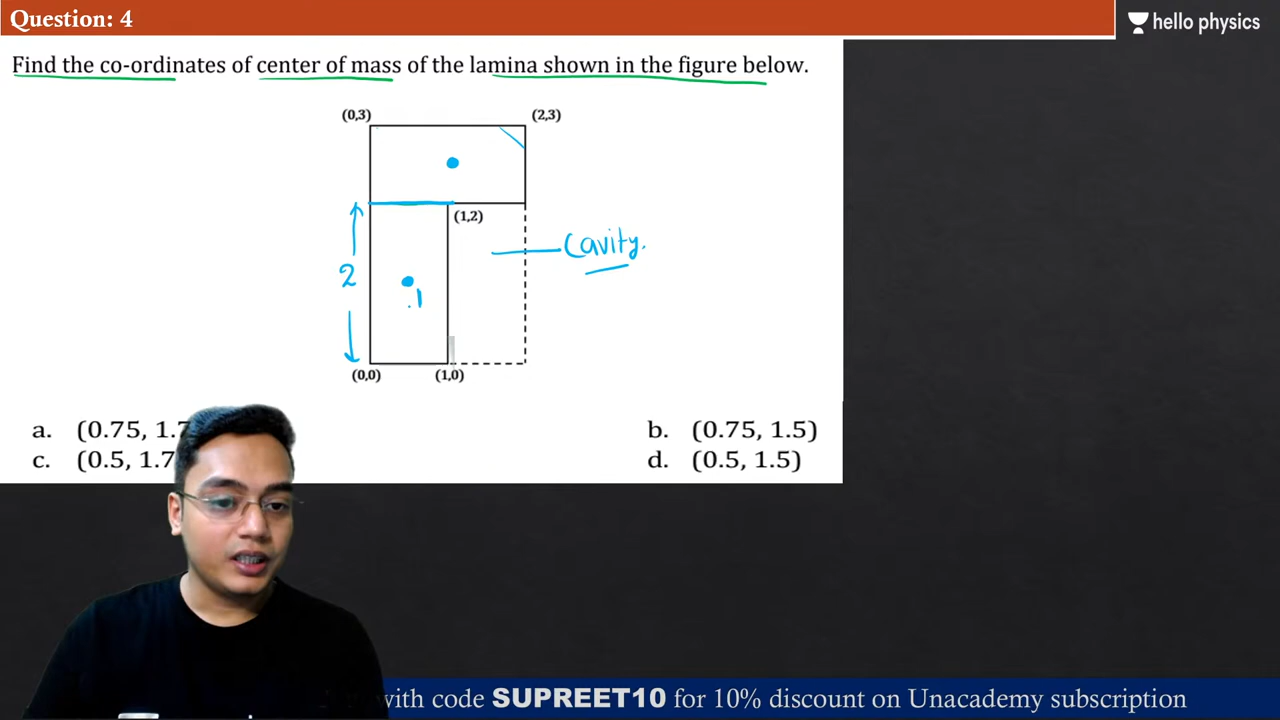 Question: 4
hello physics
Find the co-ordinates of center of mass of the lamina shown in the figure below.
(0,3)
(2,3)
(1,2)
Cavity.
2
.1
(0,0)
(1,0)
a. (0.75, 1.7
b. (0.75, 1.5)
c. (0.5, 1.7
d. (0.5, 1.5)
with code SUPREET10 for 10% discount on Unacademy subscription